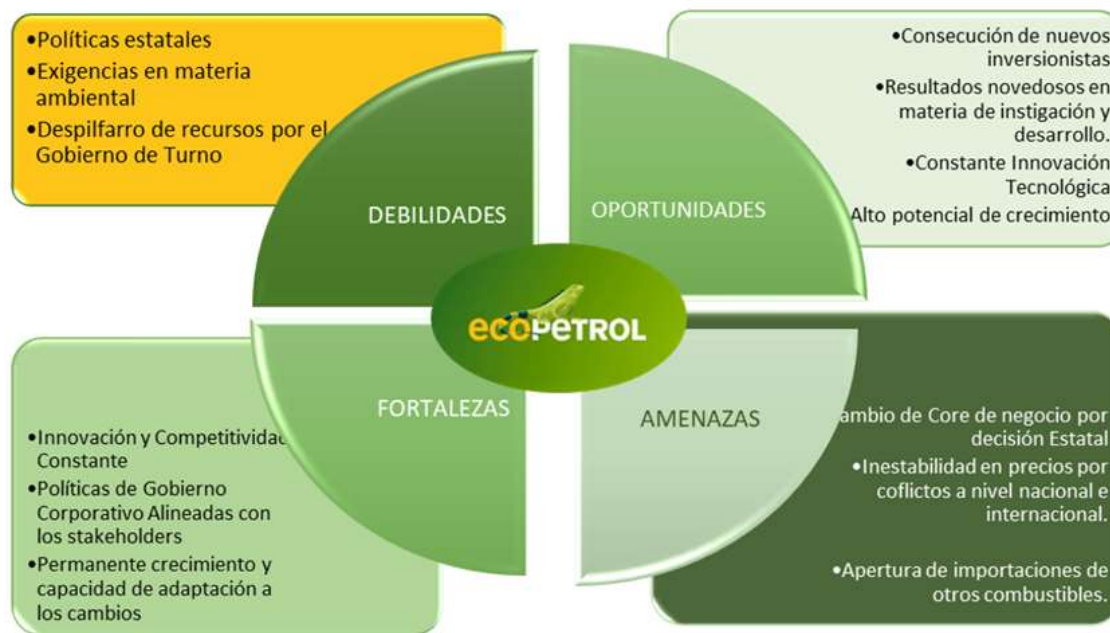 •Políticas estatales
•Exigencias en materia
ambiental
•Despilfarro de recursos por el
Gobierno de Turno
DEBILIDADES
•Consecución de nuevos
inversionistas
•Resultados novedosos en
materia de instigación y
desarrollo.
•Constante Innovación
Tecnológica
Alto potencial de crecimiento
OPORTUNIDADES
ecopetrol
FORTALEZAS
•Innovación y Competitividad
Constante
•Políticas de Gobierno
Corporativo Alineadas con
los stakeholders
•Permanente crecimiento y
capacidad de adaptación a
los cambios
AMENAZAS
ambio de Core de negocio por
decisión Estatal
•Inestabilidad en precios por
coflictos a nivel nacional e
internacional.
•Apertura de importaciones de
otros combustibles.